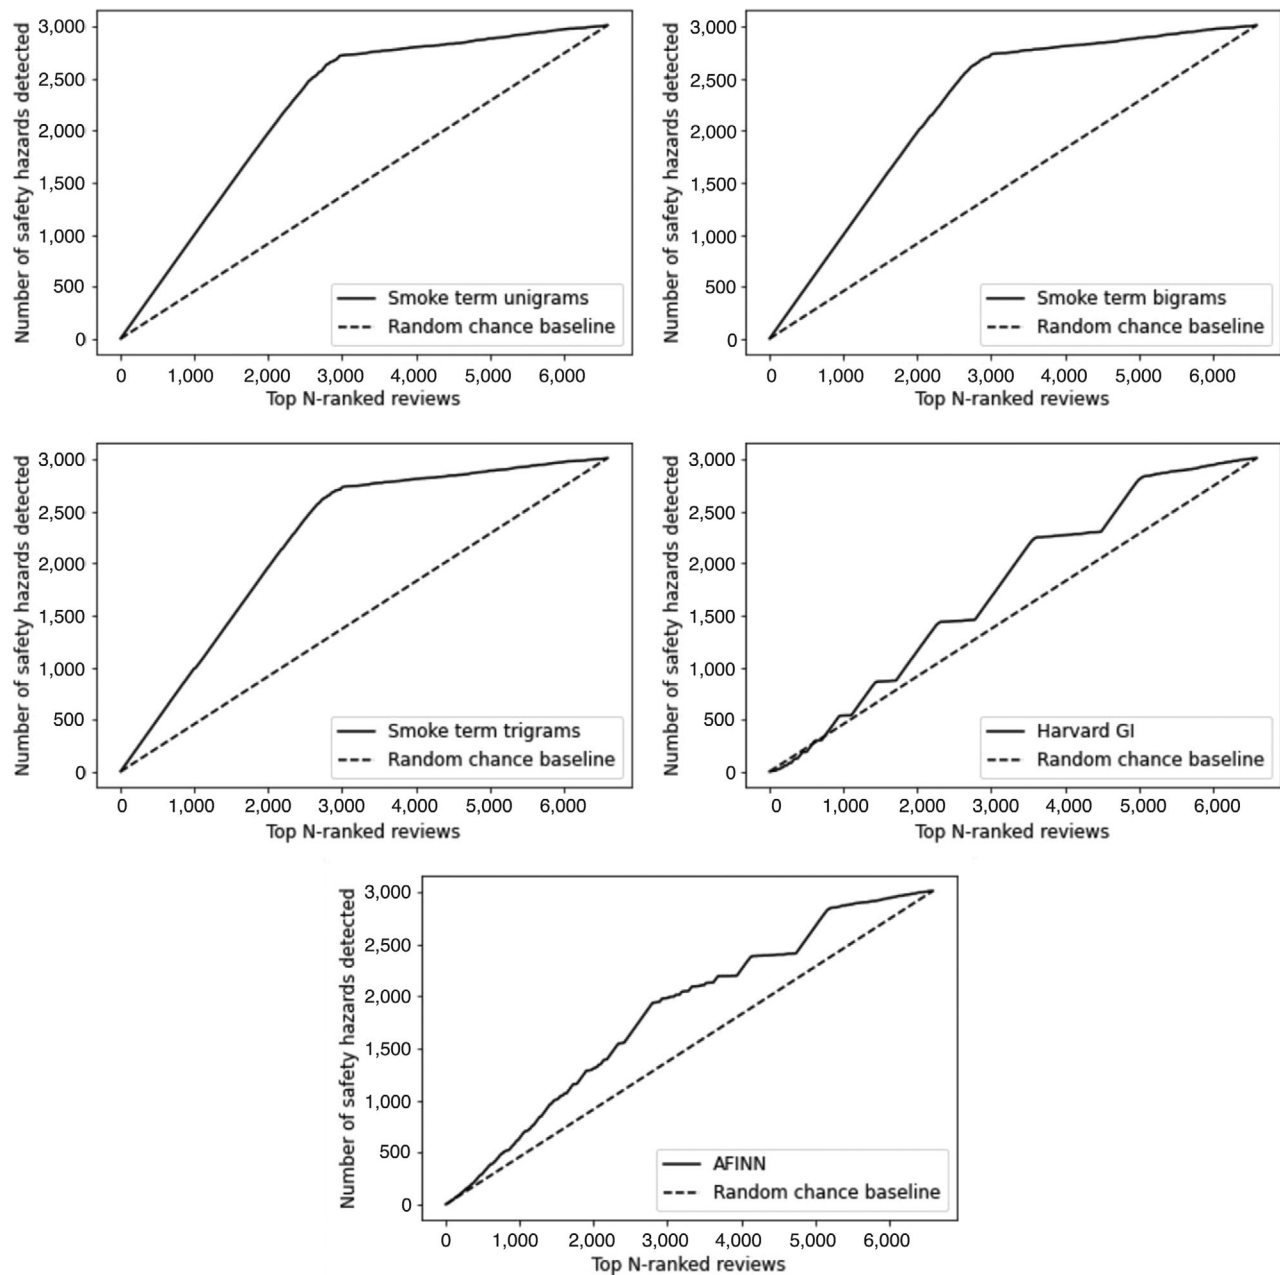 Number of safety hazards detected
3,000
2,500
2,000
1,500
1,000
500
0
Smoke term unigrams
Random chance baseline
0 1,000 2,000 3,000 4,000 5,000 6,000
Top N-ranked reviews
Number of safety hazards detected
3,000
2,500
2,000
1,500
1,000
500
0
Smoke term bigrams
Random chance baseline
0 1,000 2,000 3,000 4,000 5,000 6,000
Top N-ranked reviews
Number of safety hazards detected
3,000
2,500
2,000
1,500
1,000
500
0
Smoke term trigrams
Random chance baseline
0 1,000 2,000 3,000 4,000 5,000 6,000
Top N-ranked reviews
Number of safety hazards detected
3,000
2,500
2,000
1,500
1,000
500
0
Harvard GI
Random chance baseline
0 1,000 2,000 3,000 4,000 5,000 6,000
Top N-ranked reviews
Number of safety hazards detected
3,000
2,500
2,000
1,500
1,000
500
0
AFINN
Random chance baseline
0 1,000 2,000 3,000 4,000 5,000 6,000
Top N-ranked reviews